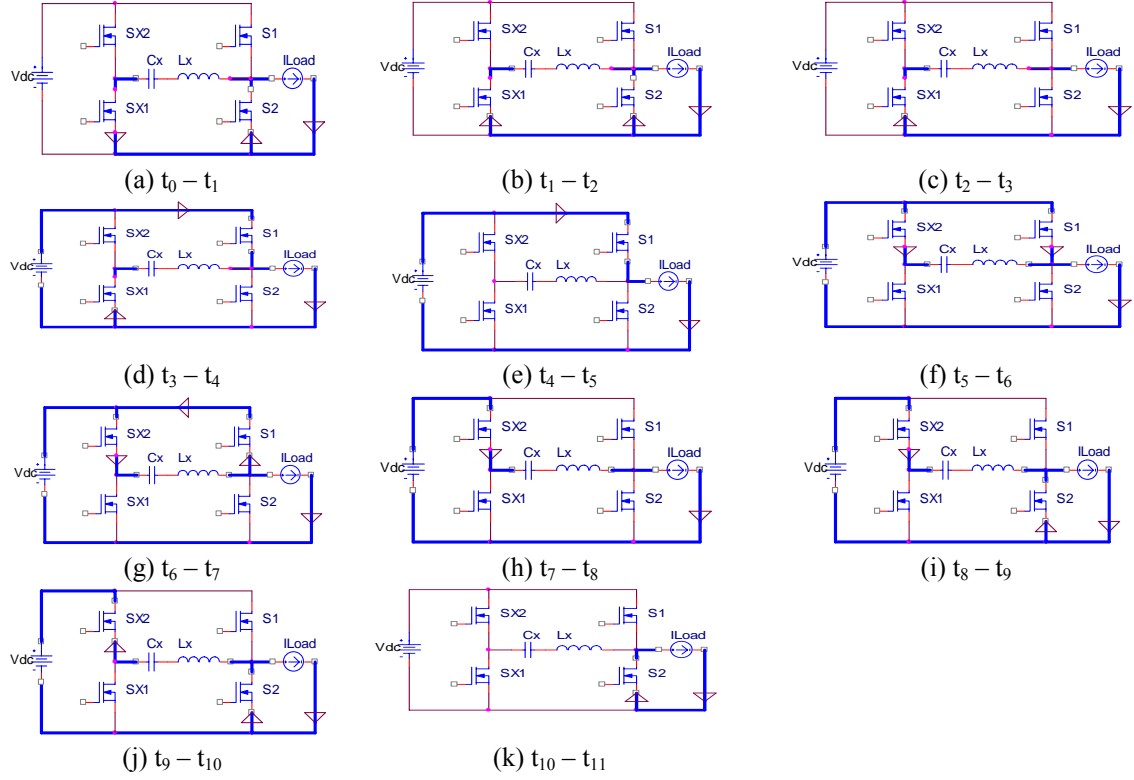 SX2 S1
Cx Lx ILoad
Vdc
SX1 S2
(a) t₀ – t₁
SX2 S1
Cx Lx ILoad
Vdc
SX1 S2
(b) t₁ – t₂
SX2 S1
Cx Lx ILoad
Vdc
SX1 S2
(c) t₂ – t₃
SX2 S1
Cx Lx ILoad
Vdc
SX1 S2
(d) t₃ – t₄
SX2 S1
Cx Lx ILoad
Vdc
SX1 S2
(e) t₄ – t₅
SX2 S1
Cx Lx ILoad
Vdc
SX1 S2
(f) t₅ – t₆
SX2 S1
Cx Lx ILoad
Vdc
SX1 S2
(g) t₆ – t₇
SX2 S1
Cx Lx ILoad
Vdc
SX1 S2
(h) t₇ – t₈
SX2 S1
Cx Lx ILoad
Vdc
SX1 S2
(i) t₈ – t₉
SX2 S1
Cx Lx ILoad
Vdc
SX1 S2
(j) t₉ – t₁₀
SX2 S1
Cx Lx ILoad
Vdc
SX1 S2
(k) t₁₀ – t₁₁